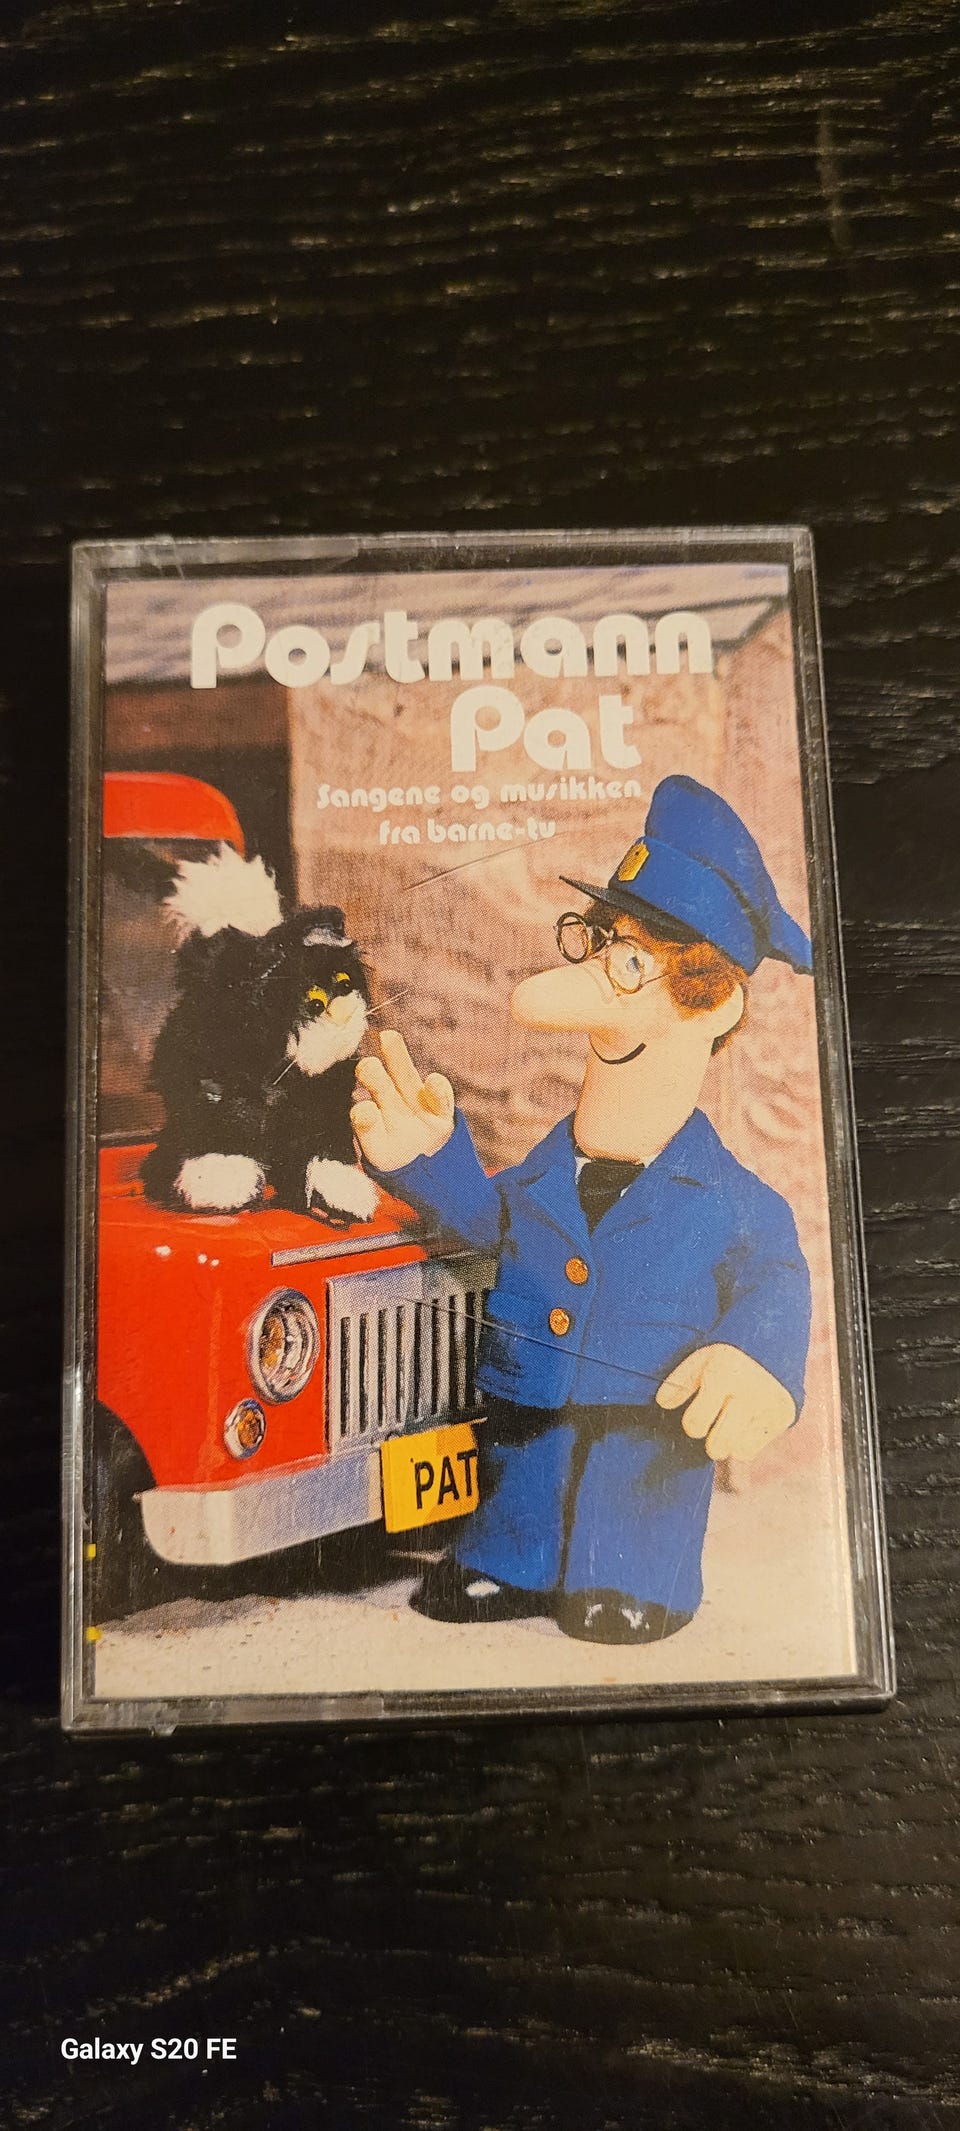 Postmann
Pat
Sangene og musikken
fra barne-tv
PAT
Galaxy S20 FE